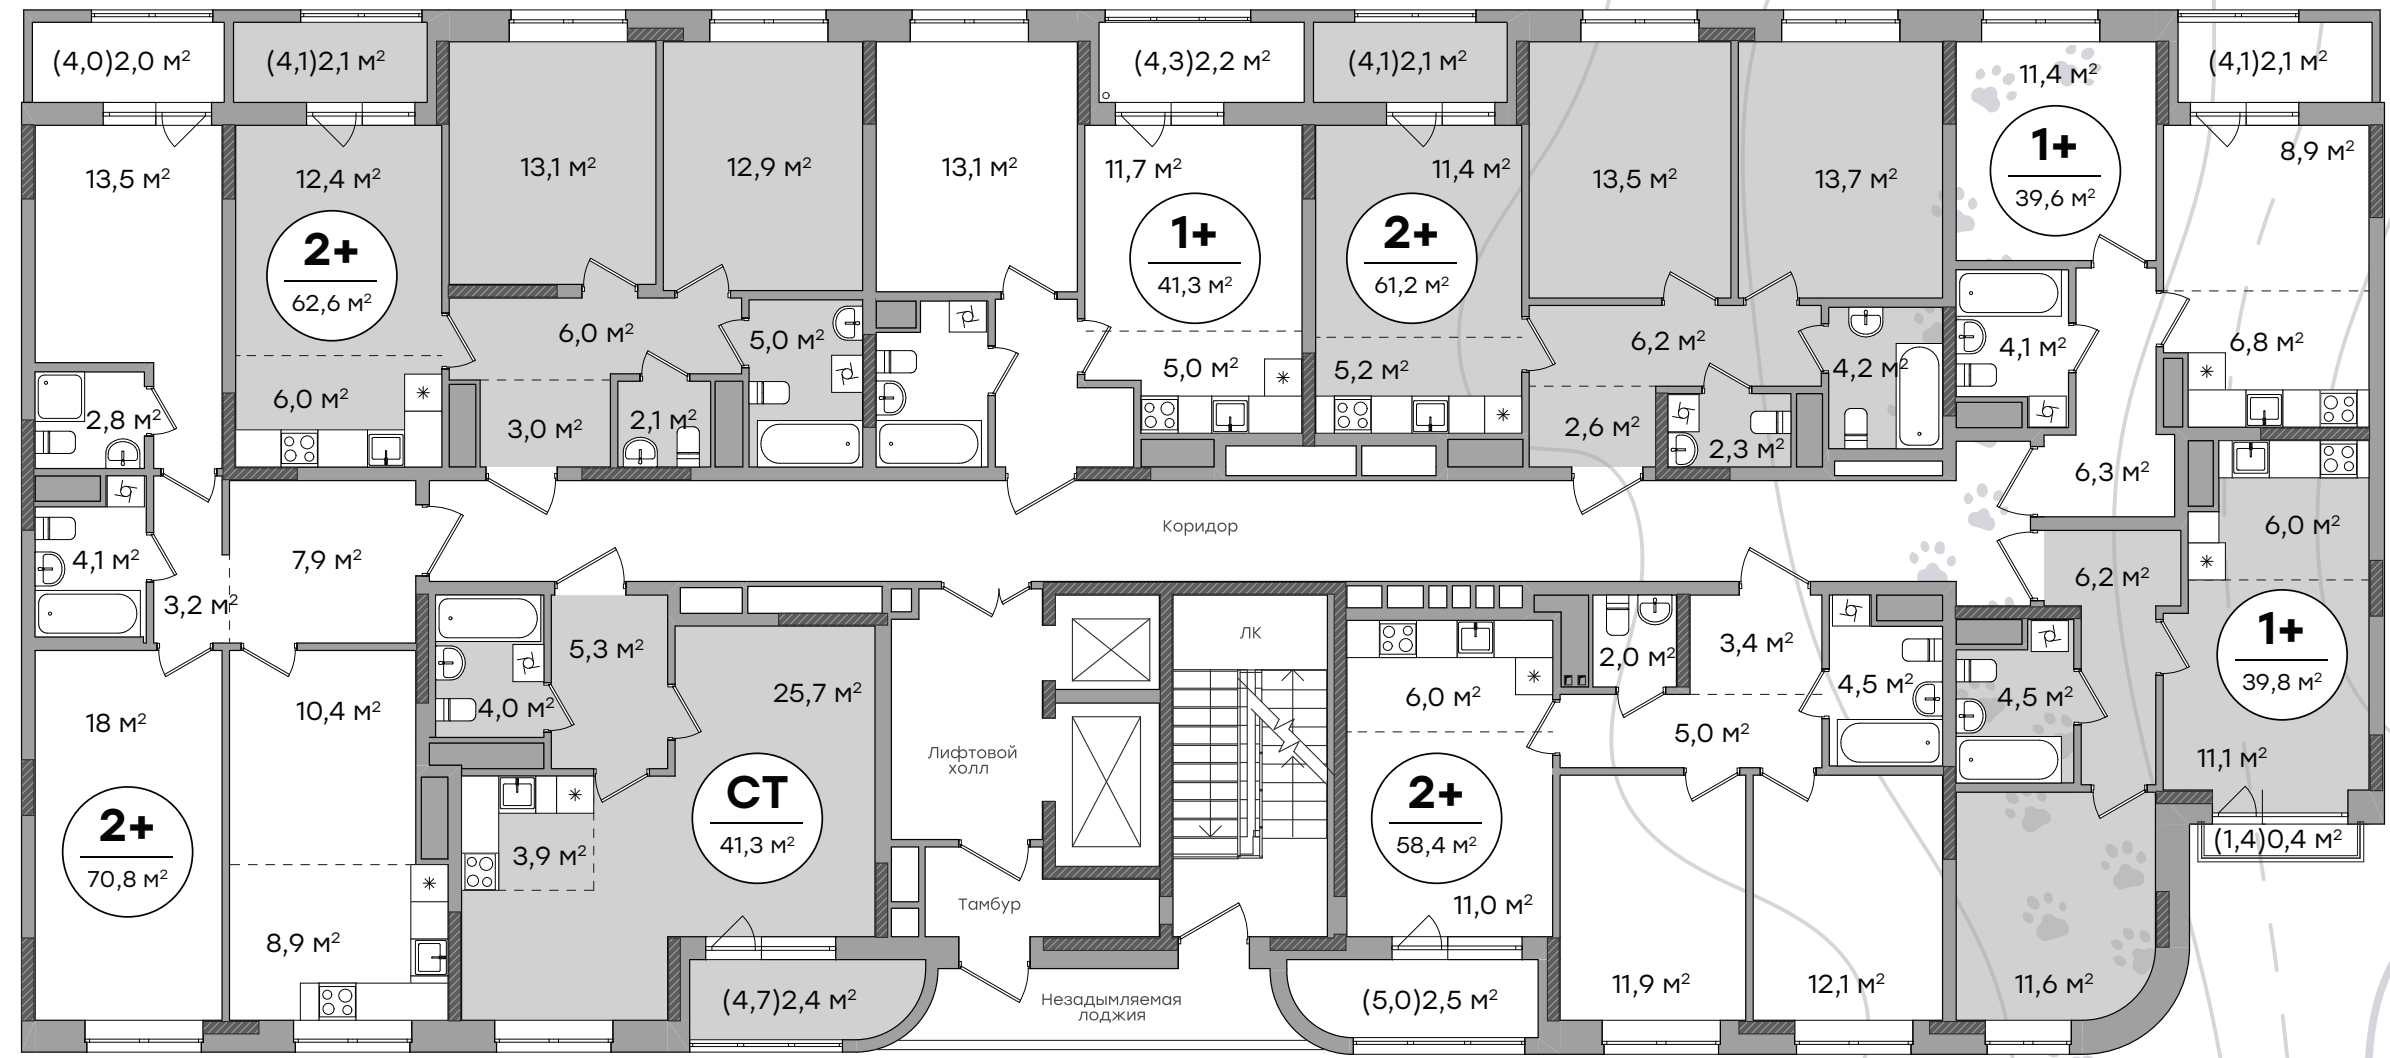 (4,0)2,0 м²
(4,1)2,1 м²
(4,3)2,2 м²
(4,1)2,1 м²
(4,1)2,1 м²
13,5 м²
12,4 м²
2+
62,6 м²
6,0 м²
13,1 м²
12,9 м²
6,0 м²
5,0 м²
3,0 м²
2,1 м²
13,1 м²
11,7 м²
1+
41,3 м²
5,0 м²
11,4 м²
2+
61,2 м²
5,2 м²
13,5 м²
13,7 м²
6,2 м²
4,2 м²
2,6 м²
2,3 м²
11,4 м²
1+
39,6 м²
8,9 м²
4,1 м²
6,8 м²
6,3 м²
2,8 м²
4,1 м²
3,2 м²
7,9 м²
Коридор
18 м²
10,4 м²
2+
70,8 м²
8,9 м²
5,3 м²
4,0 м²
25,7 м²
СТ
41,3 м²
3,9 м²
(4,7)2,4 м²
Лифтовой
холл
Тамбур
ЛК
Незадымляемая
лоджия
6,0 м²
2+
58,4 м²
11,0 м²
(5,0)2,5 м²
2,0 м²
3,4 м²
5,0 м²
4,5 м²
11,9 м²
12,1 м²
6,0 м²
6,2 м²
1+
39,8 м²
4,5 м²
11,1 м²
(1,4)0,4 м²
11,6 м²